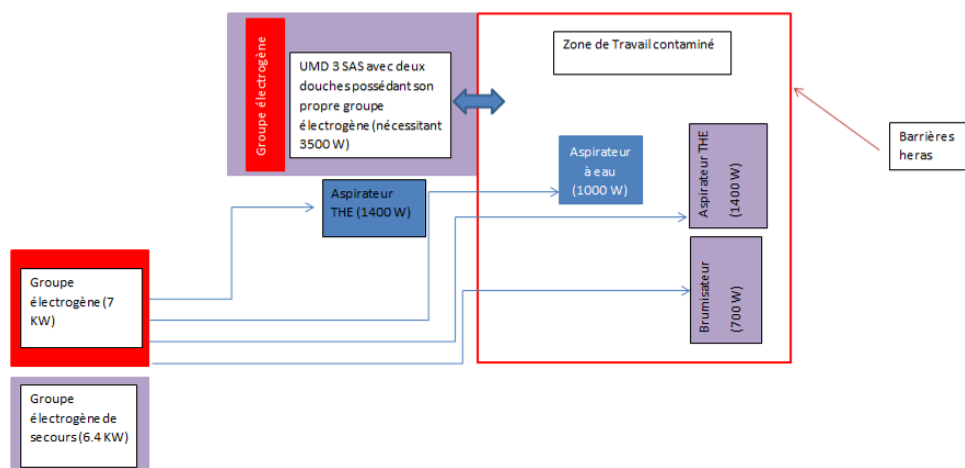 Groupe électrogène
UMD 3 SAS avec deux
douches possédant son
propre groupe
électrogène (nécessitant
3500 W)
Zone de Travail contaminé
Barrières
heras
Aspirateur
à eau
(1000 W)
Aspirateur THE
(1400 W)
Aspirateur
THE (1400 W)
Brumisateur
(700 W)
Groupe
électrogène (7
KW)
Groupe
électrogène de
secours (6.4 KW)